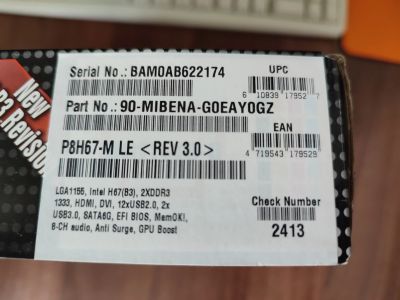 New
B3 Revision
Serial No.: BAM0AB622174
UPC
6 10839 17952 7
Part No.: 90-MIBENA-G0EAY0GZ
EAN
P8H67-M LE <REV 3.0>
4 719543 179529
LGA1155, Intel H67(B3), 2XDDR3
1333, HDMI, DVI, 12xUSB2.0, 2x
USB3.0, SATA6G, EFI BIOS, MemOK!,
8-CH audio, Anti Surge, GPU Boost
Check Number
2413